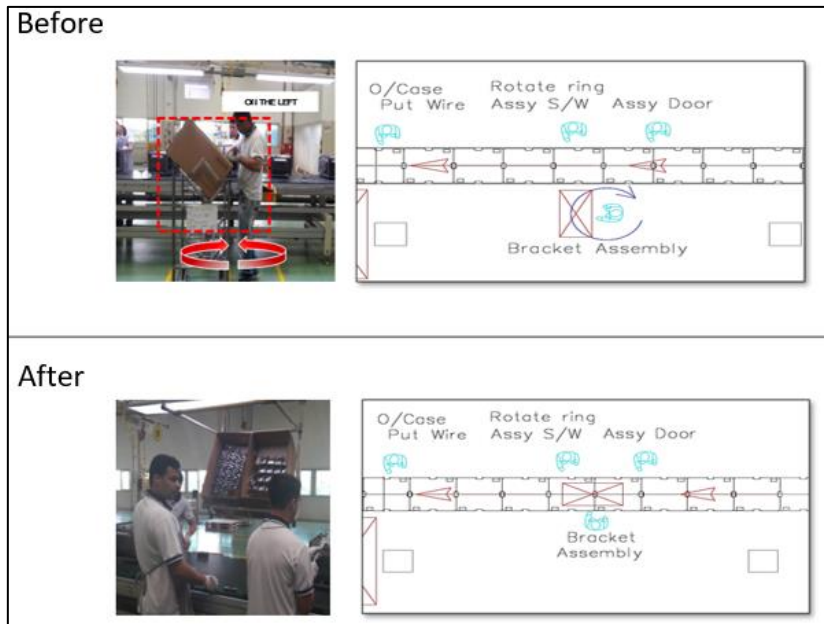 Before
ON THE LEFT
O/Case
Put Wire
Rotate ring
Assy S/W
Assy Door
Bracket Assembly
After
O/Case
Put Wire
Rotate ring
Assy S/W
Assy Door
Bracket
Assembly